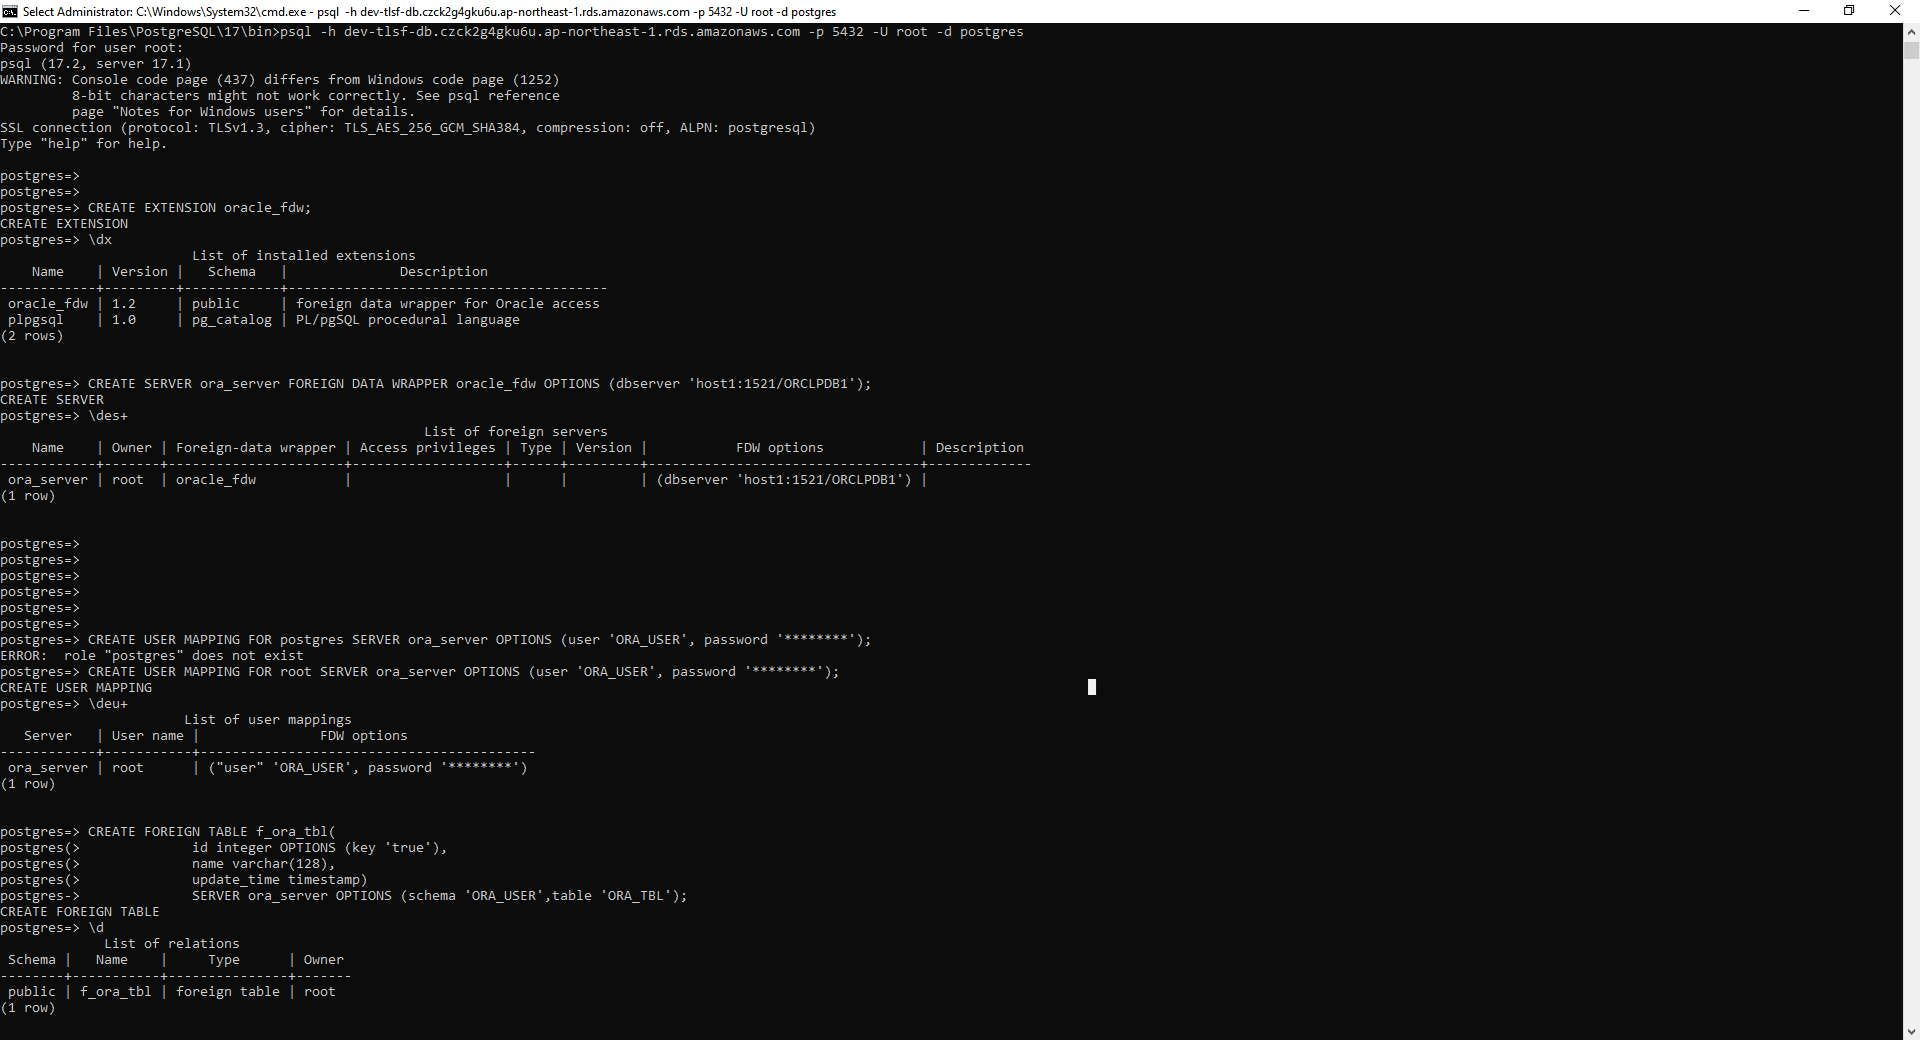 Select Administrator: C:\Windows\System32\cmd.exe - psql  -h dev-tlsf-db.czck2g4gku6u.ap-northeast-1.rds.amazonaws.com -p 5432 -U root -d postgres
C:\Program Files\PostgreSQL\17\bin>psql -h dev-tlsf-db.czck2g4gku6u.ap-northeast-1.rds.amazonaws.com -p 5432 -U root -d postgres
Password for user root:
psql (17.2, server 17.1)
WARNING: Console code page (437) differs from Windows code page (1252)
         8-bit characters might not work correctly. See psql reference
         page "Notes for Windows users" for details.
SSL connection (protocol: TLSv1.3, cipher: TLS_AES_256_GCM_SHA384, compression: off, ALPN: postgresql)
Type "help" for help.

postgres=>
postgres=>
postgres=> CREATE EXTENSION oracle_fdw;
CREATE EXTENSION
postgres=> \dx
                        List of installed extensions
    Name    | Version |   Schema   |              Description
------------+---------+------------+----------------------------------------
 oracle_fdw | 1.2     | public     | foreign data wrapper for Oracle access
 plpgsql    | 1.0     | pg_catalog | PL/pgSQL procedural language
(2 rows)


postgres=> CREATE SERVER ora_server FOREIGN DATA WRAPPER oracle_fdw OPTIONS (dbserver 'host1:1521/ORCLPDB1');
CREATE SERVER
postgres=> \des+
                                                     List of foreign servers
    Name    | Owner | Foreign-data wrapper | Access privileges | Type | Version |           FDW options            | Description
------------+-------+----------------------+-------------------+------+---------+----------------------------------+-------------
 ora_server | root  | oracle_fdw           |                   |      |         | (dbserver 'host1:1521/ORCLPDB1') |
(1 row)


postgres=>
postgres=>
postgres=>
postgres=>
postgres=>
postgres=>
postgres=> CREATE USER MAPPING FOR postgres SERVER ora_server OPTIONS (user 'ORA_USER', password '********');
ERROR:  role "postgres" does not exist
postgres=> CREATE USER MAPPING FOR root SERVER ora_server OPTIONS (user 'ORA_USER', password '********');
CREATE USER MAPPING
postgres=> \deu+
                       List of user mappings
   Server   | User name |               FDW options
------------+-----------+------------------------------------------
 ora_server | root      | ("user" 'ORA_USER', password '********')
(1 row)


postgres=> CREATE FOREIGN TABLE f_ora_tbl(
postgres(>              id integer OPTIONS (key 'true'),
postgres(>              name varchar(128),
postgres(>              update_time timestamp)
postgres->              SERVER ora_server OPTIONS (schema 'ORA_USER',table 'ORA_TBL');
CREATE FOREIGN TABLE
postgres=> \d
             List of relations
 Schema |   Name    |     Type      | Owner
--------+-----------+---------------+-------
 public | f_ora_tbl | foreign table | root
(1 row)